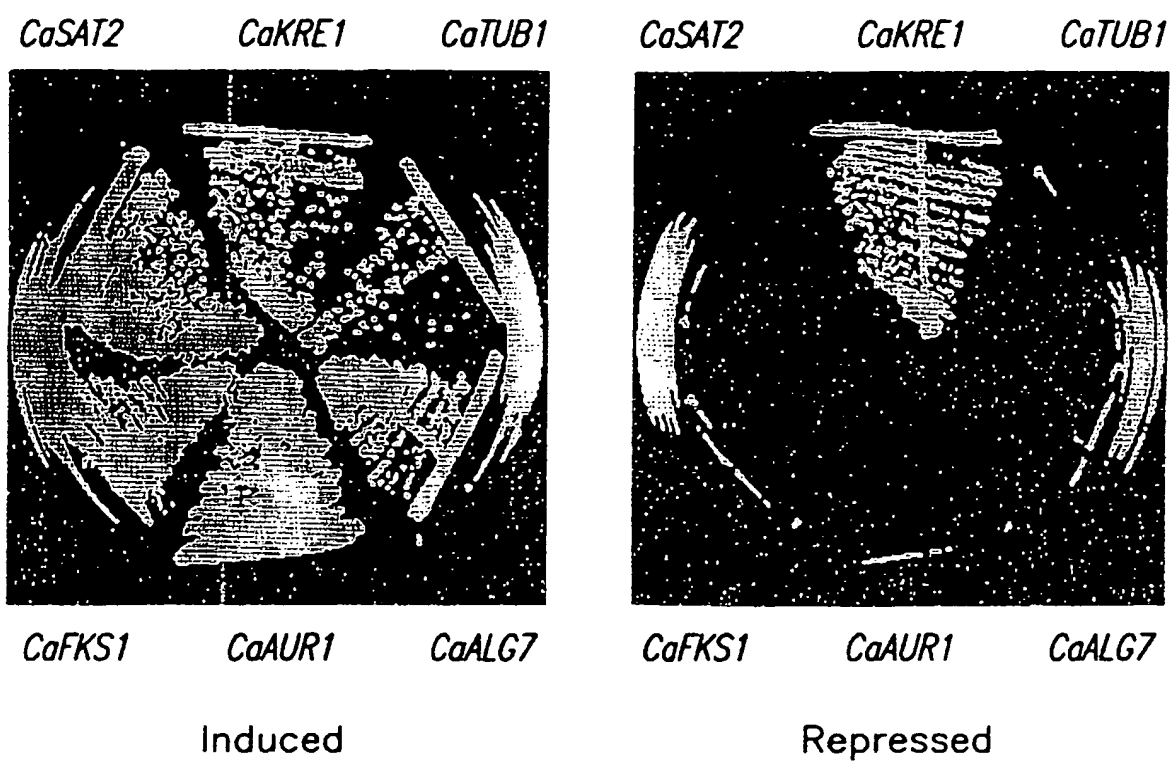 CaSAT2 CaKRE1 CaTUB1 CaSAT2 CaKRE1 CaTUB1
CaFKS1 CaAUR1 CaALG7 CaFKS1 CaAUR1 CaALG7
Induced Repressed